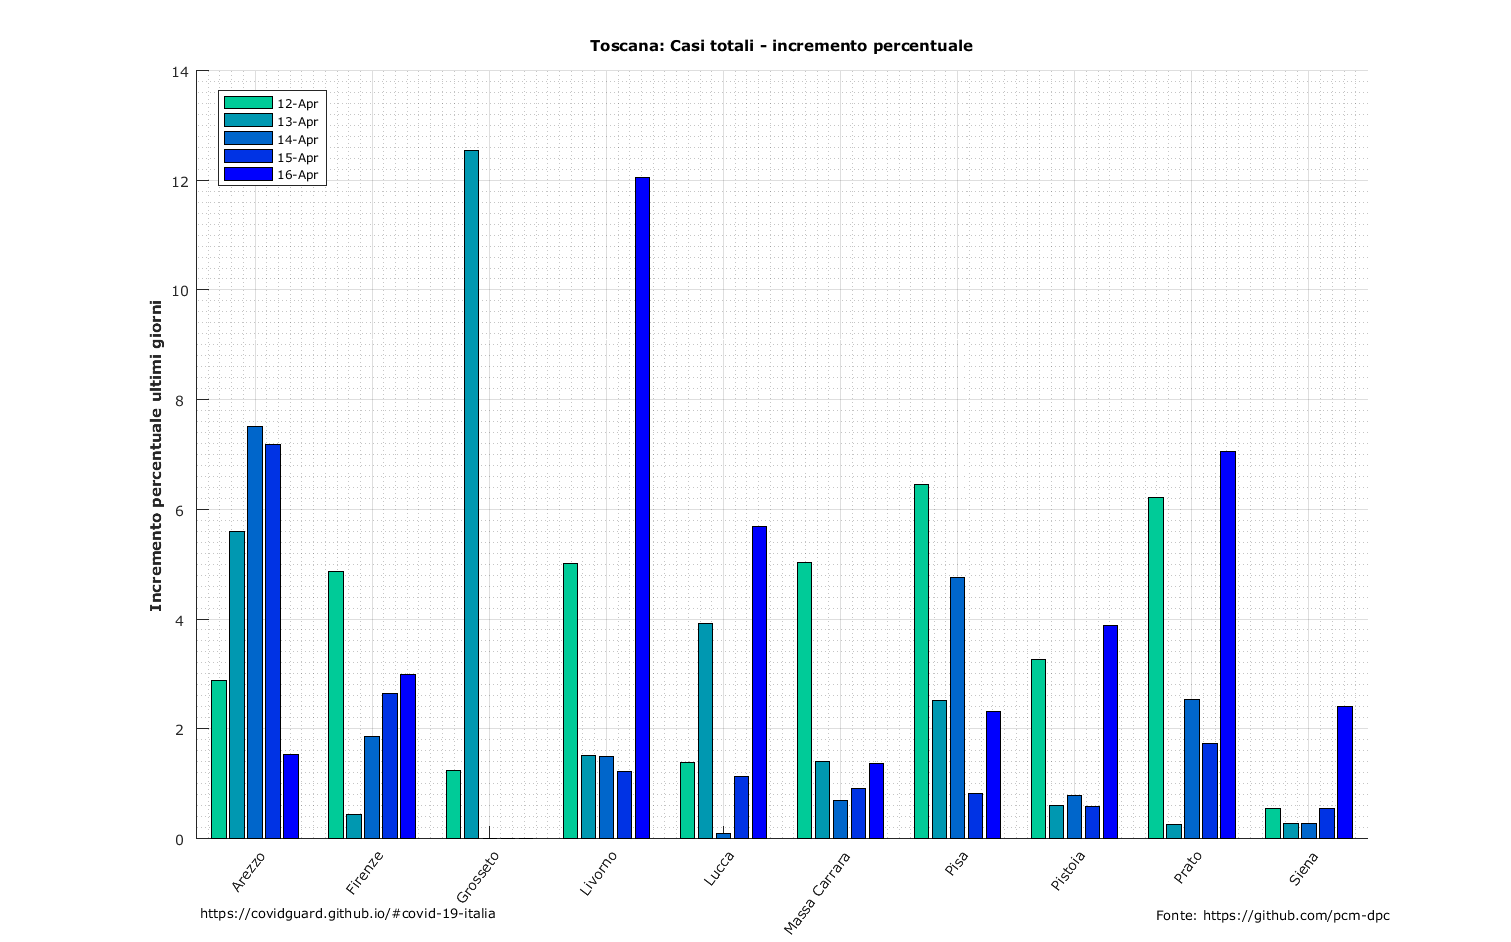 Toscana: Casi totali - incremento percentuale
14
12
10
8
6
4
2
0
Incremento percentuale ultimi giorni
12-Apr
13-Apr
14-Apr
15-Apr
16-Apr
Arezzo
Firenze
Grosseto
Livorno
Lucca
Massa Carrara
Pisa
Pistoia
Prato
Siena
https://covidguard.github.io/#covid-19-italia
Fonte: https://github.com/pcm-dpc